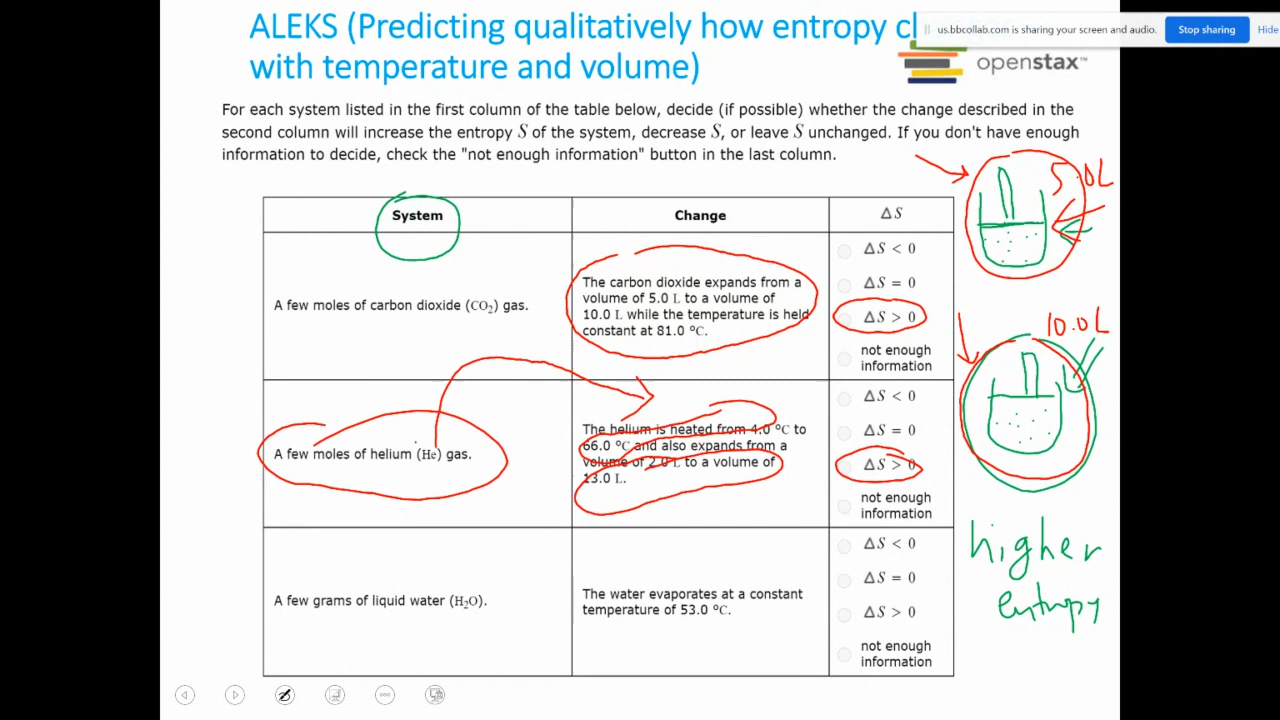 ALEKS (Predicting qualitatively how entropy
with temperature and volume)
us.bbcollab.com is sharing your screen and audio.
Stop sharing
Hide
openstax™
For each system listed in the first column of the table below, decide (if possible) whether the change described in the
second column will increase the entropy S of the system, decrease S, or leave S unchanged. If you don't have enough
information to decide, check the "not enough information" button in the last column.
System
Change
ΔS
A few moles of carbon dioxide (CO₂) gas.
The carbon dioxide expands from a
volume of 5.0 L to a volume of
10.0 L while the temperature is held
constant at 81.0 °C.
ΔS < 0
ΔS = 0
ΔS > 0
not enough
information
A few moles of helium (He) gas.
The helium is heated from 4.0 °C to
66.0 °C and also expands from a
volume of 2.0 L to a volume of
13.0 L.
ΔS < 0
ΔS = 0
ΔS > 0
not enough
information
A few grams of liquid water (H₂O).
The water evaporates at a constant
temperature of 53.0 °C.
ΔS < 0
ΔS = 0
ΔS > 0
not enough
information
5.0L
10.0L
higher
entropy